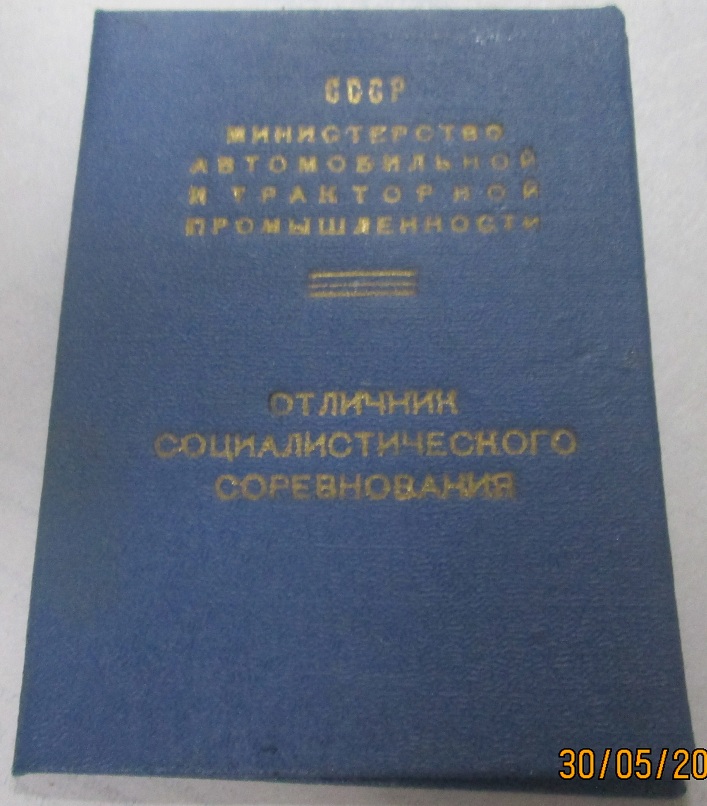 СССР
МИНИСТЕРСТВО
АВТОМОБИЛЬНОЙ
И ТРАКТОРНОЙ
ПРОМЫШЛЕННОСТИ
ОТЛИЧНИК
СОЦИАЛИСТИЧЕСКОГО
СОРЕВНОВАНИЯ
30/05/20